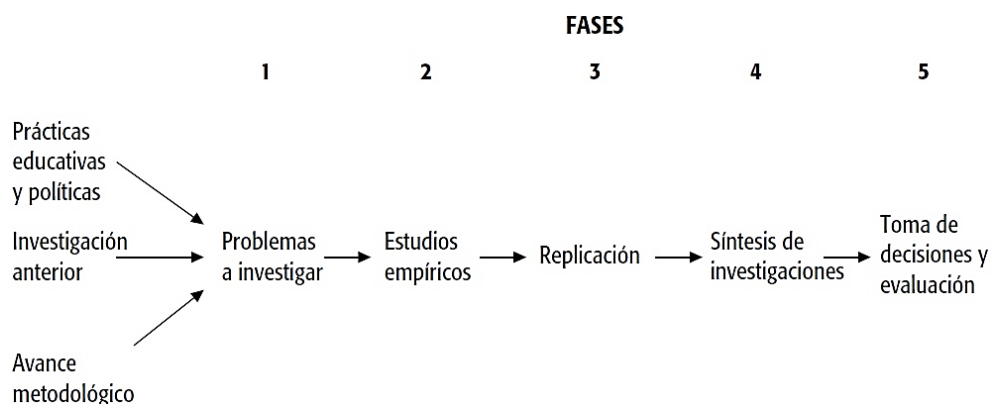 FASES
1 2 3 4 5
Prácticas
educativas
y políticas
Investigación
anterior
Avance
metodológico
Problemas
a investigar
Estudios
empíricos
Replicación
Síntesis de
investigaciones
Toma de
decisiones y
evaluación